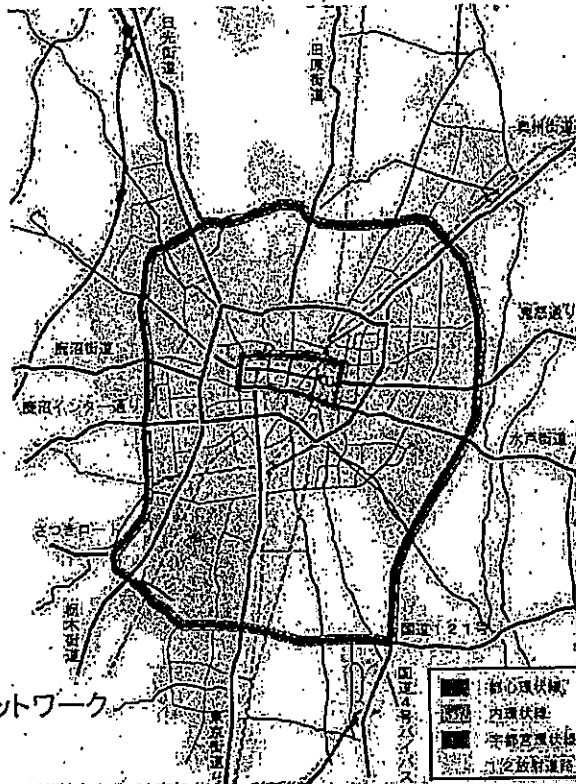 日光街道
田原街道
奥州街道
鬼怒通り
鹿沼街道
鹿沼インター通り
水戸街道
さつきロード
栃木街道
国道121号
ットワーク
東京街道
国道4号バイパス
都心環状線
内環状線
宇都宮環状線
12放射道路